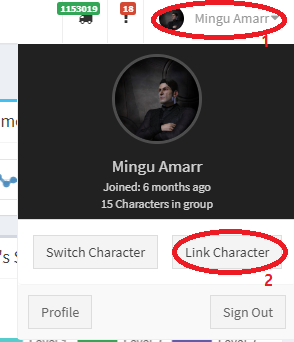 1153019 18 Mingu Amarr
1
Mingu Amarr
Joined: 6 months ago
15 Characters in group
Switch Character Link Character
2
Profile Sign Out